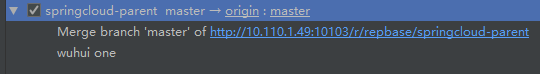 springcloud-parent master → origin : master
Merge branch 'master' of http://10.110.1.49:10103/r/repbase/springcloud-parent
wuhui one